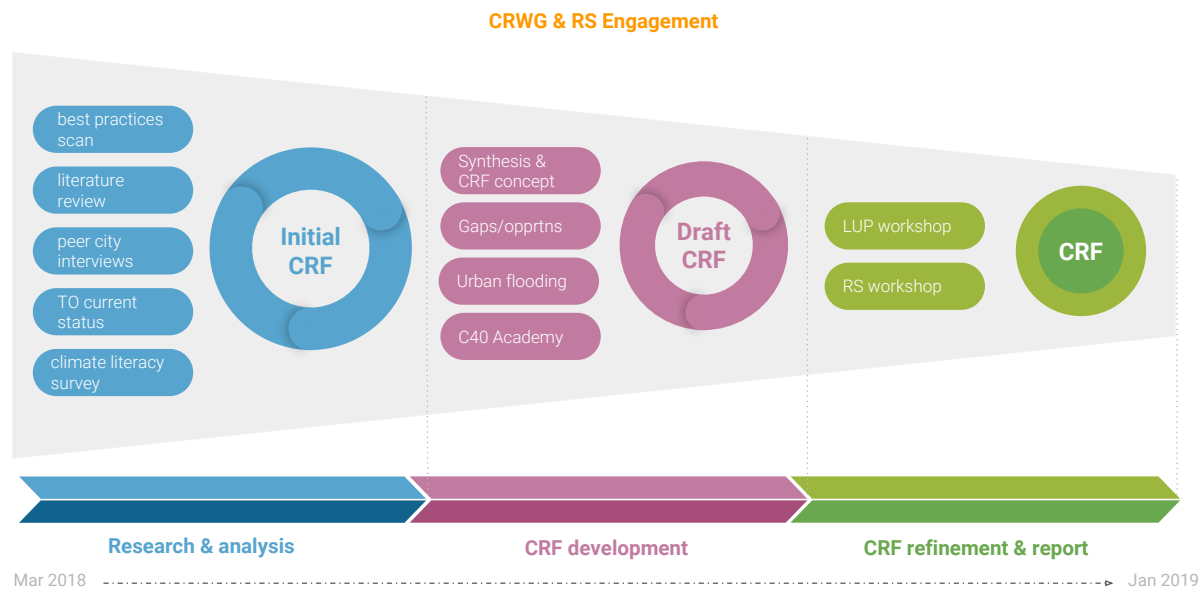 CRWG & RS Engagement
best practices
scan
literature
review
peer city
interviews
TO current
status
climate literacy
survey
Initial
CRF
Synthesis &
CRF concept
Gaps/opprtns
Urban flooding
C40 Academy
Draft
CRF
LUP workshop
RS workshop
CRF
Research & analysis
CRF development
CRF refinement & report
Mar 2018
Jan 2019